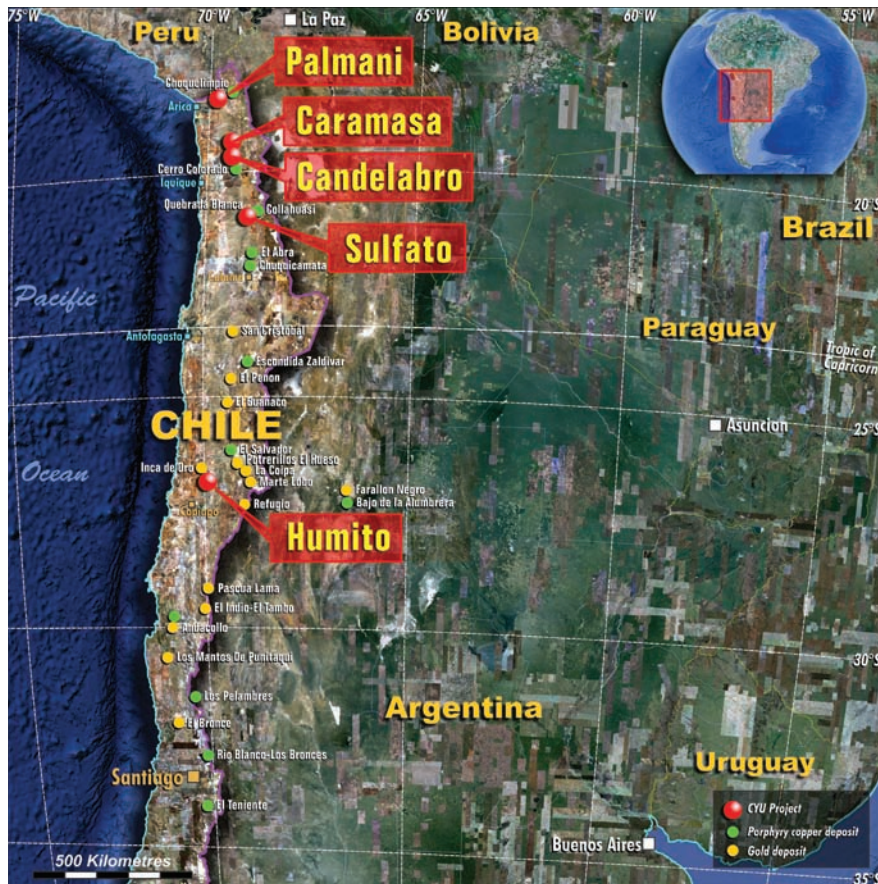 75°W
70°W
65°W
60°W
55°W
La Paz
Peru
Bolivia
Palmani
Choquelimpie
Arica
Caramasa
Cerro Colorado
Candelabro
Iquique
20°S
Quebrada Blanca
Collahuasi
Brazil
Sulfato
El Abra
Chuquicamata
Pacific
San Cristobal
Paraguay
Antofagasta
Tropic of
Capricorn
Escondida Zaldivar
El Penon
El Guanaco
CHILE
Asuncion
25°S
El Salvador
Potrerillos El Hueso
Ocean
Inca de Oro
La Coipa
Marte Lobo
Farallon Negro
Bajo de la Alumbrera
Refugio
Copiapo
Humito
Pascua Lama
El Indio-El Tambo
Andacollo
Los Mantos De Punitaqui
30°S
Los Pelambres
Argentina
El Bronce
Rio Blanco-Los Bronces
Uruguay
Santiago
El Teniente
CYU Project
Porphyry copper deposit
Gold deposit
Buenos Aires
500 Kilometres
35°S